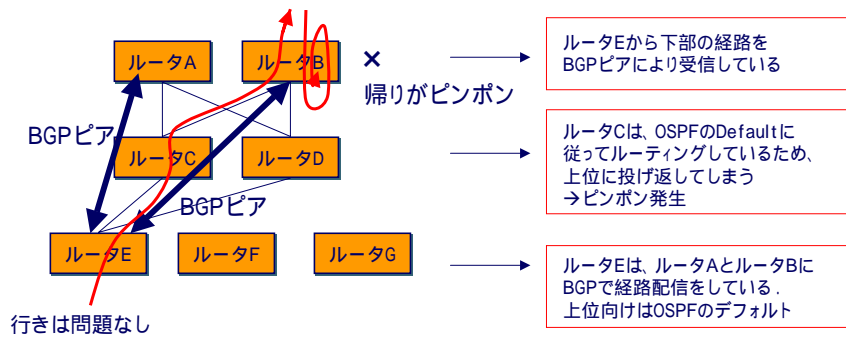 ルータA
ルータB
×
帰りがピンポン
BGPピア
ルータC
ルータD
BGPピア
ルータE
ルータF
ルータG
行きは問題なし
ルータEから下部の経路を
BGPピアにより受信している
ルータCは、OSPFのDefaultに
従ってルーティングしているため、
上位に投げ返してしまう
→ピンポン発生
ルータEは、ルータAとルータBに
BGPで経路配信をしている.
上位向けはOSPFのデフォルト